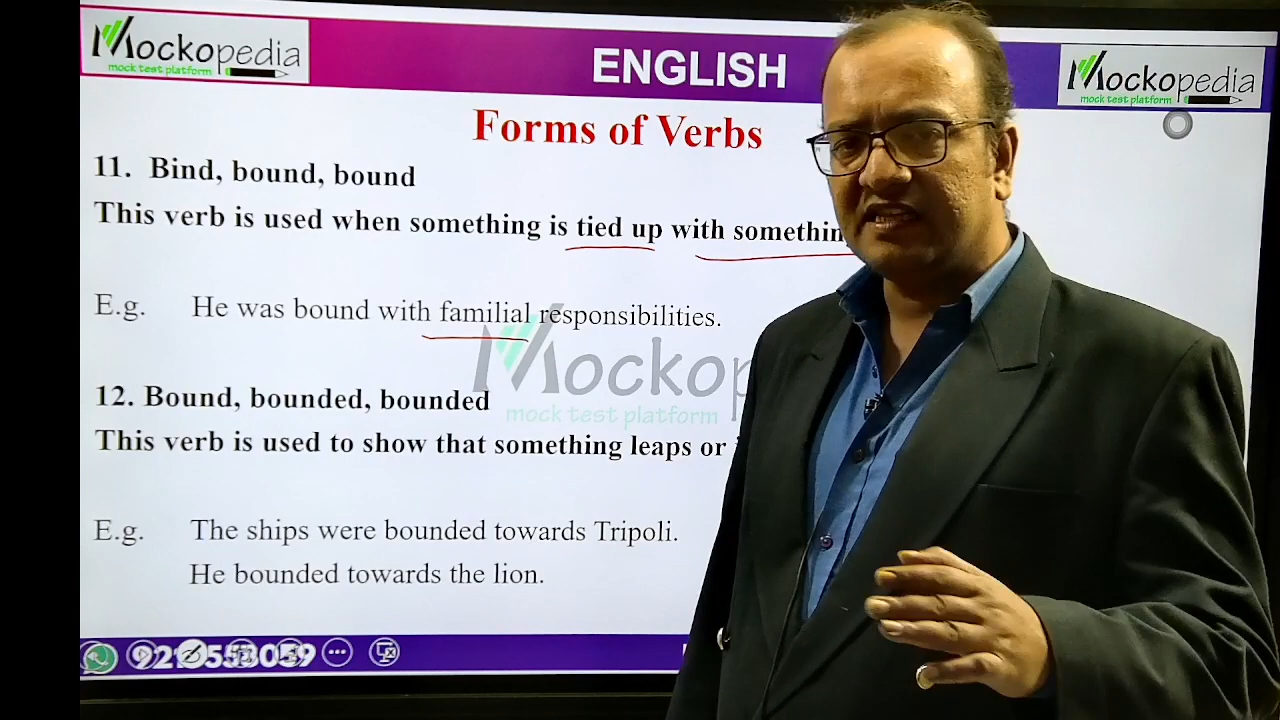 Mockopedia
mock test platform
ENGLISH
Mockopedia
mock test platform
Forms of Verbs
11. Bind, bound, bound
This verb is used when something is tied up with
E.g. He was bound with familial responsibilities.
12. Bound, bounded, bounded
This verb is used to show that something leaps or
mock test platform
E.g. The ships were bounded towards Tripoli.
He bounded towards the lion.